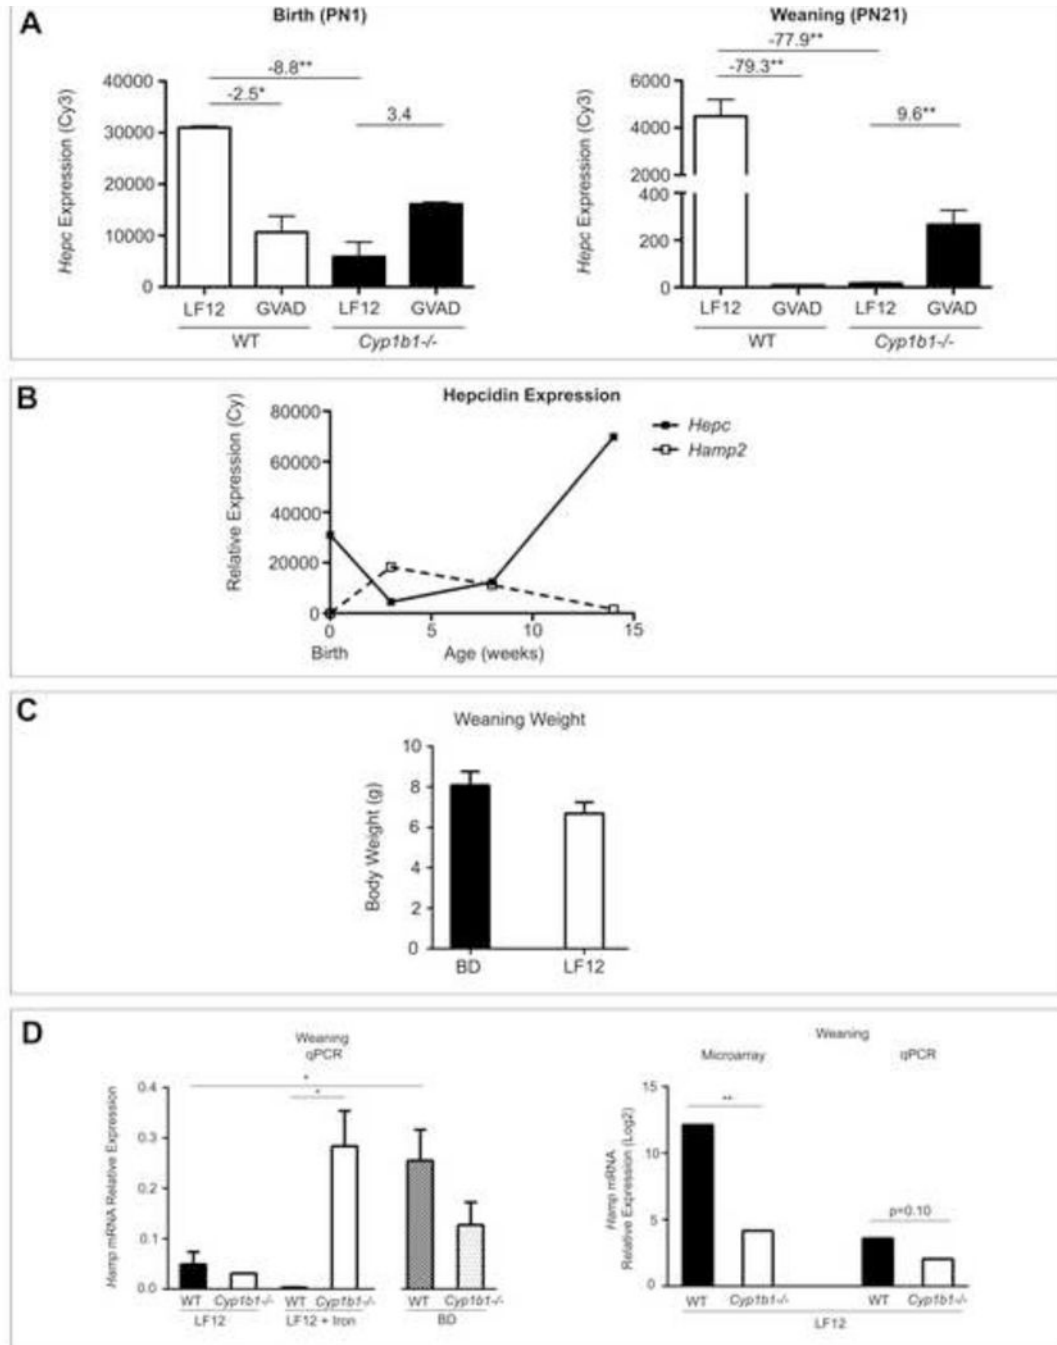 A
Birth (PN1)
Hepc Expression (Cy3)
40000
30000
20000
10000
0
-8.8**
-2.5*
3.4
LF12 GVAD LF12 GVAD
WT Cyp1b1-/-
Weaning (PN21)
Hepc Expression (Cy3)
6000
4000
2000
400
200
0
-77.9**
-79.3**
9.6**
LF12 GVAD LF12 GVAD
WT Cyp1b1-/-
B
Hepcidin Expression
Relative Expression (Cy)
80000
60000
40000
20000
0
0 5 10 15
Birth Age (weeks)
Hepc
Hamp2
C
Weaning Weight
Body Weight (g)
10
8
6
4
2
0
BD LF12
D
Weaning
qPCR
Hamp mRNA Relative Expression
0.4
0.3
0.2
0.1
0.0
*
*
WT Cyp1b1-/- WT Cyp1b1-/- WT Cyp1b1-/-
LF12 LF12 + Iron BD
Weaning
Microarray qPCR
Hamp mRNA
Relative Expression (Log2)
15
10
5
0
**
p=0.10
WT Cyp1b1-/- WT Cyp1b1-/-
LF12